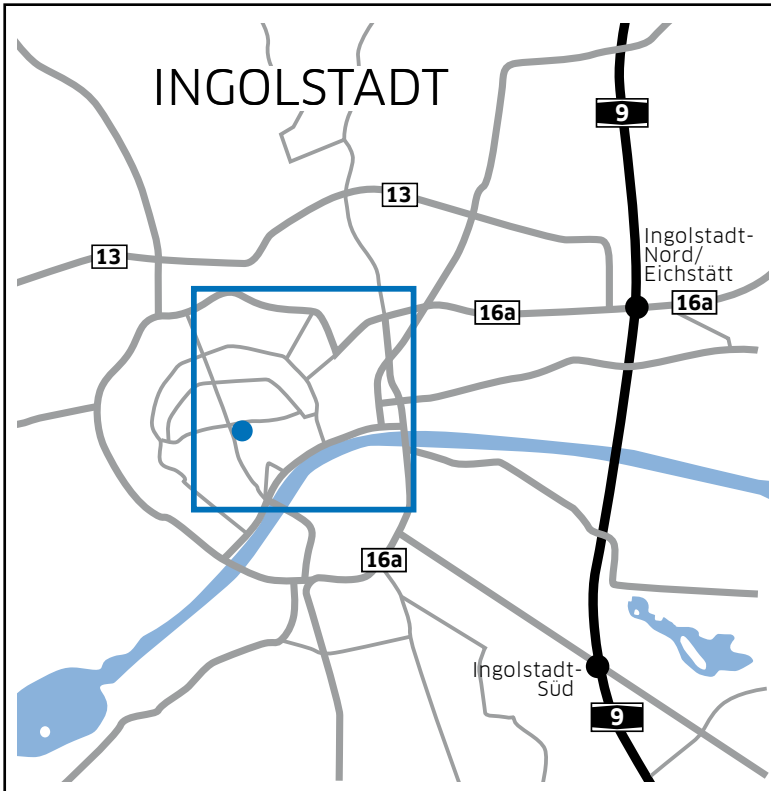 INGOLSTADT
9
13
Ingolstadt-
Nord/
Eichstätt
13
16a
16a
16a
Ingolstadt-
Süd
9